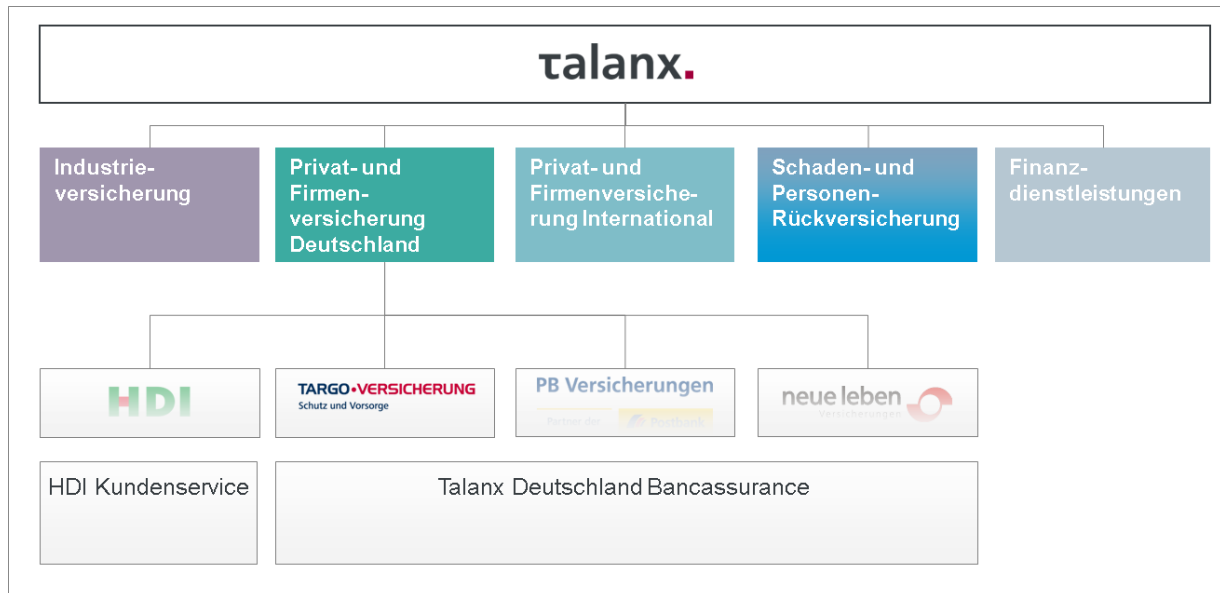 talanx.
Industrie-
versicherung
Privat- und
Firmen-
versicherung
Deutschland
Privat- und
Firmenversiche-
rung International
Schaden- und
Personen-
Rückversicherung
Finanz-
dienstleistungen
HDI
TARGO•VERSICHERUNG
Schutz und Vorsorge
PB Versicherungen
Partner der Postbank
neue leben
Versicherungen
HDI Kundenservice
Talanx Deutschland Bancassurance